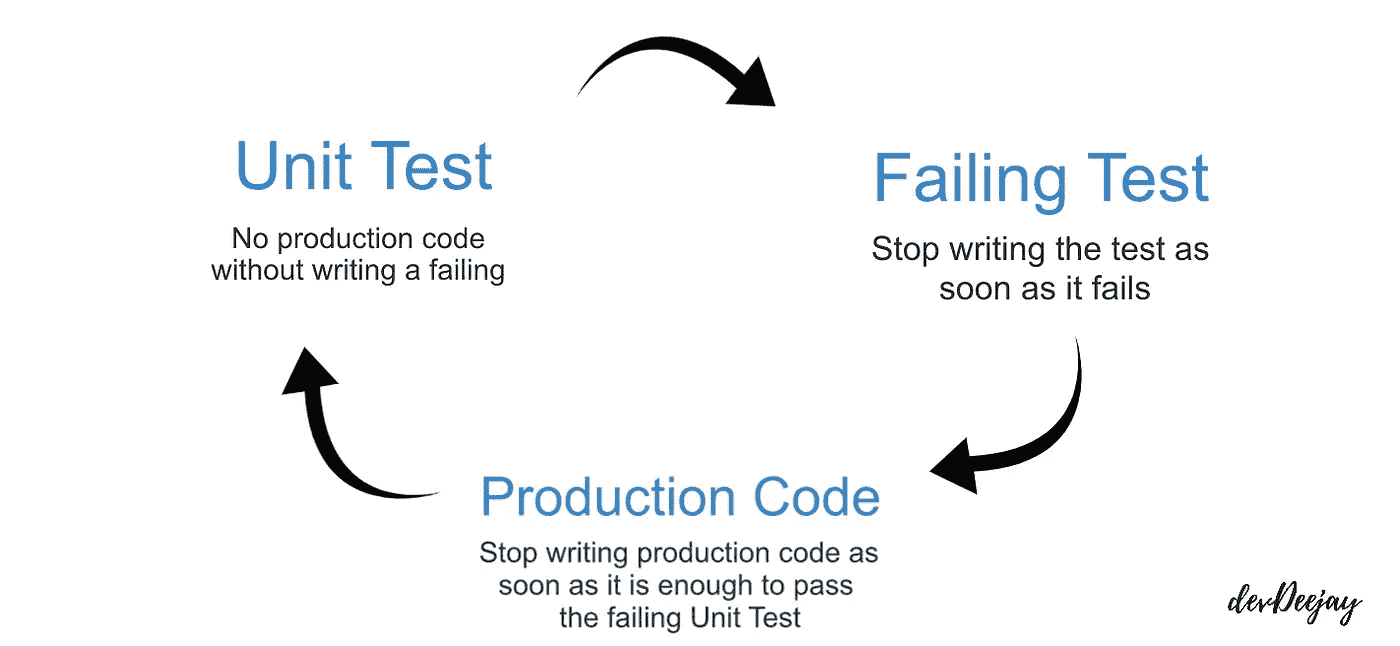 Unit Test
No production code
without writing a failing
Failing Test
Stop writing the test as
soon as it fails
Production Code
Stop writing production code as
soon as it is enough to pass
the failing Unit Test
devDeejay